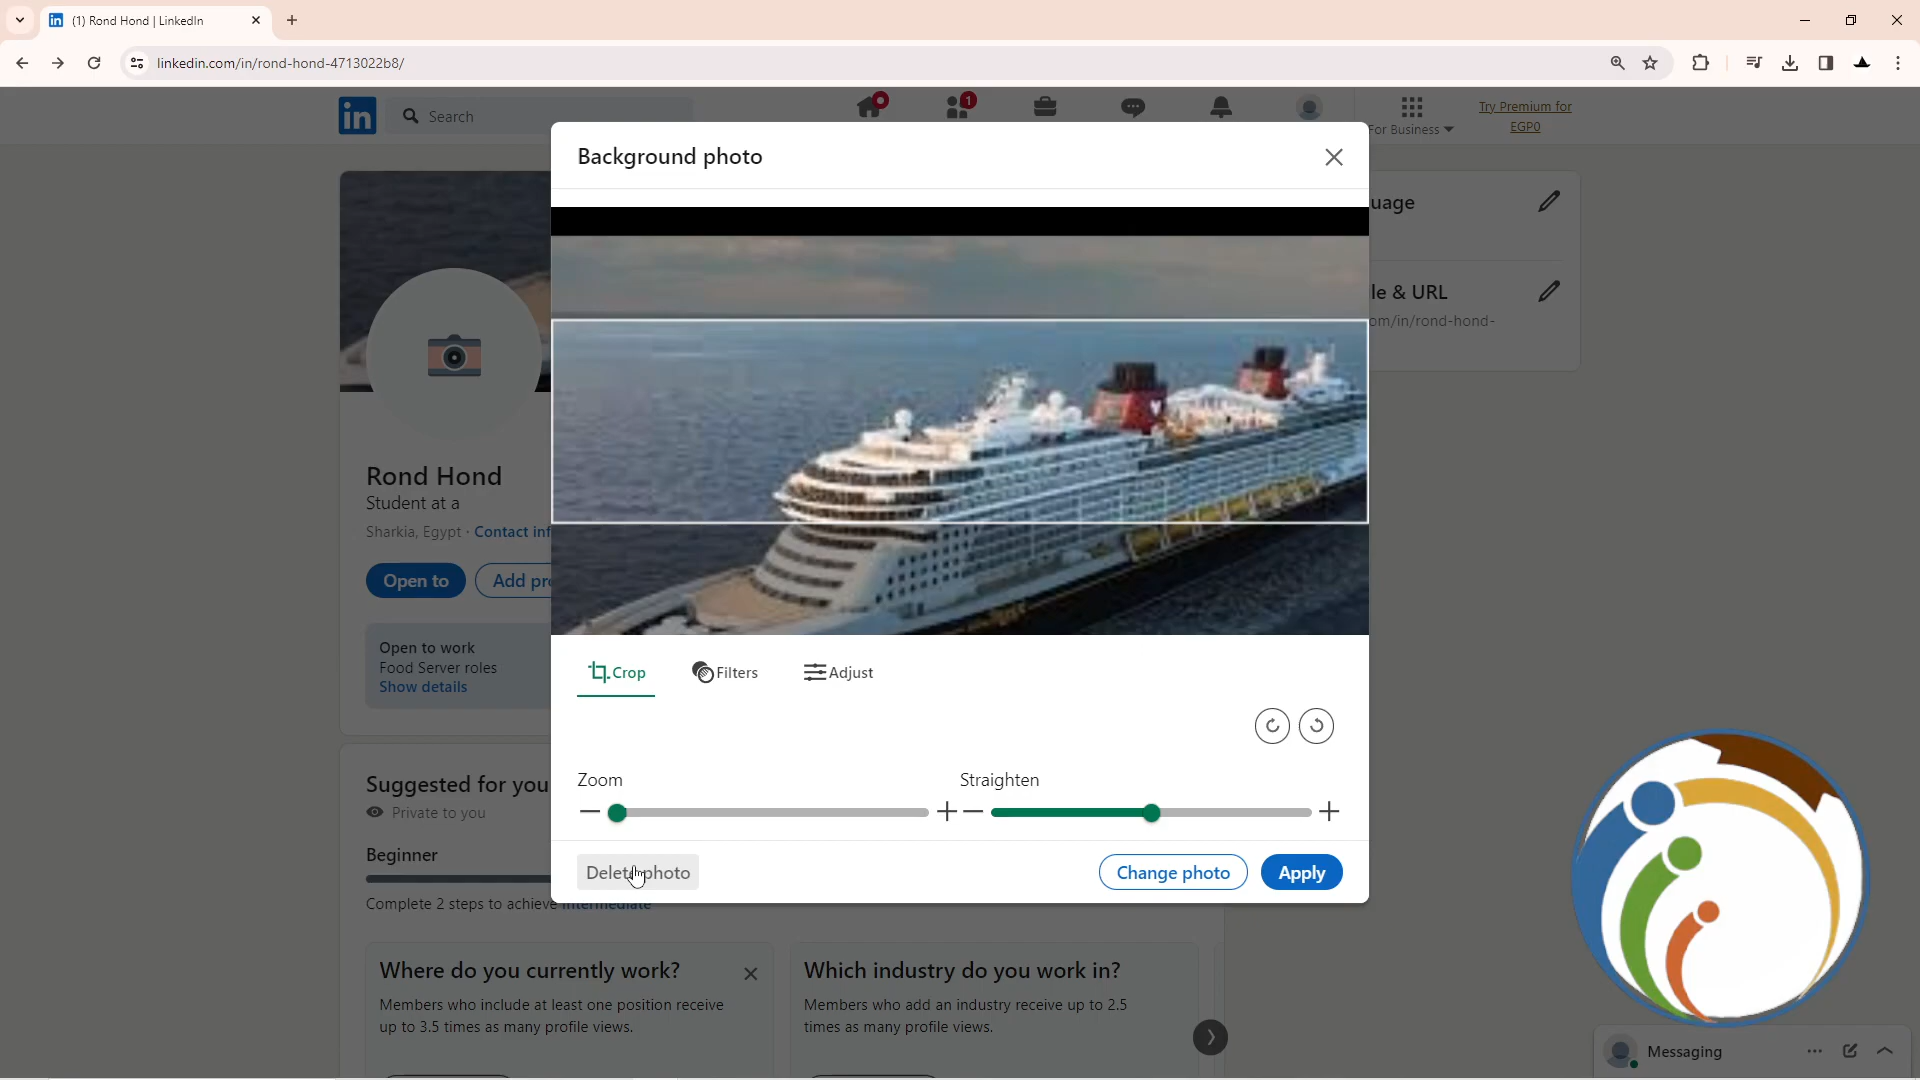 (1) Rond Hond | LinkedIn
linkedin.com/in/rond-hond-4713022b8/
in
Search
1
For Business
Try Premium for
EGP0
Background photo
uage
le & URL
om/in/rond-hond-
Rond Hond
Student at a
Sharkia, Egypt · Contact inf
Open to
Add pro
Open to work
Food Server roles
Show details
Crop
Filters
Adjust
Zoom
Straighten
Delete photo
Change photo
Apply
Suggested for you
Private to you
Beginner
Complete 2 steps to achieve intermediate
Where do you currently work?
Members who include at least one position receive
up to 3.5 times as many profile views.
Which industry do you work in?
Members who add an industry receive up to 2.5
times as many profile views.
Messaging